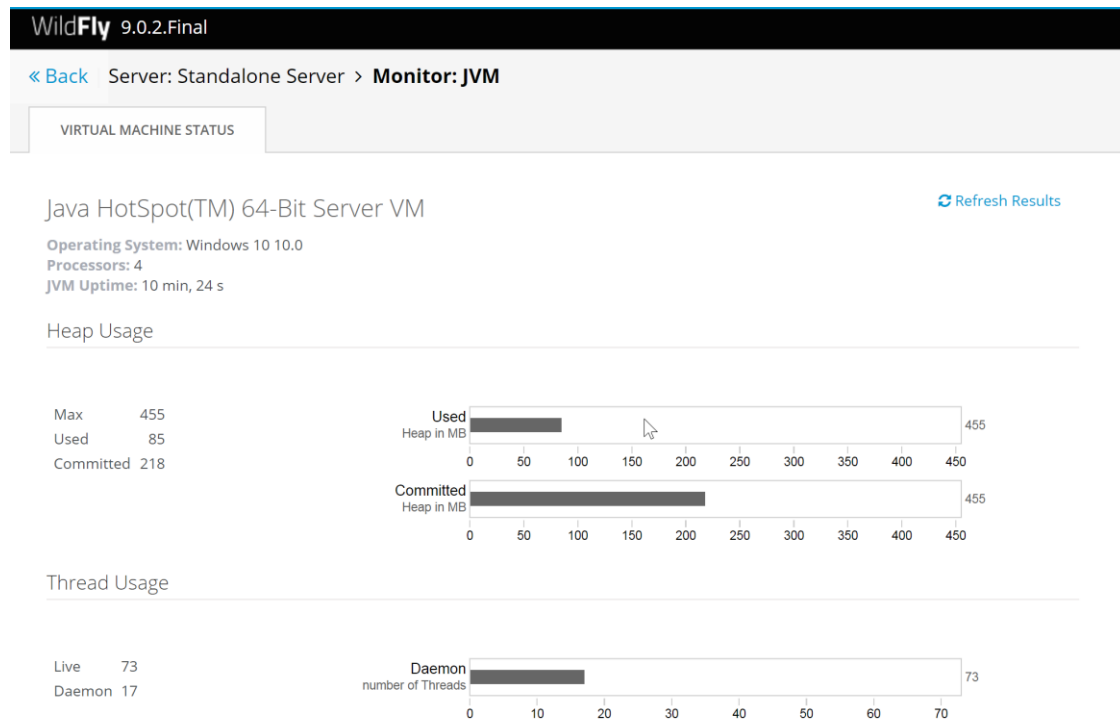 WildFly 9.0.2.Final
« Back Server: Standalone Server > Monitor: JVM
VIRTUAL MACHINE STATUS
Java HotSpot(TM) 64-Bit Server VM
Refresh Results
Operating System: Windows 10 10.0
Processors: 4
JVM Uptime: 10 min, 24 s
Heap Usage
Max 455
Used 85
Committed 218
Used
Heap in MB
455
0 50 100 150 200 250 300 350 400 450
Committed
Heap in MB
455
0 50 100 150 200 250 300 350 400 450
Thread Usage
Live 73
Daemon 17
Daemon
number of Threads
73
0 10 20 30 40 50 60 70